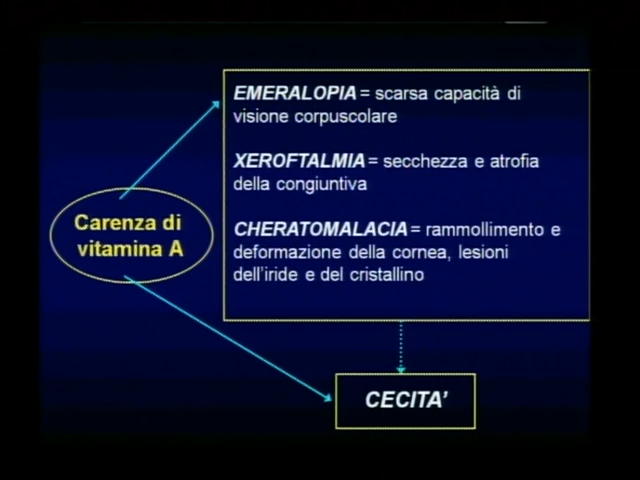 EMERALOPIA = scarsa capacità di
visione corpuscolare
XEROFTALMIA = secchezza e atrofia
della congiuntiva
CHERATOMALACIA = rammollimento e
deformazione della cornea, lesioni
dell'iride e del cristallino
Carenza di
vitamina A
CECITA'